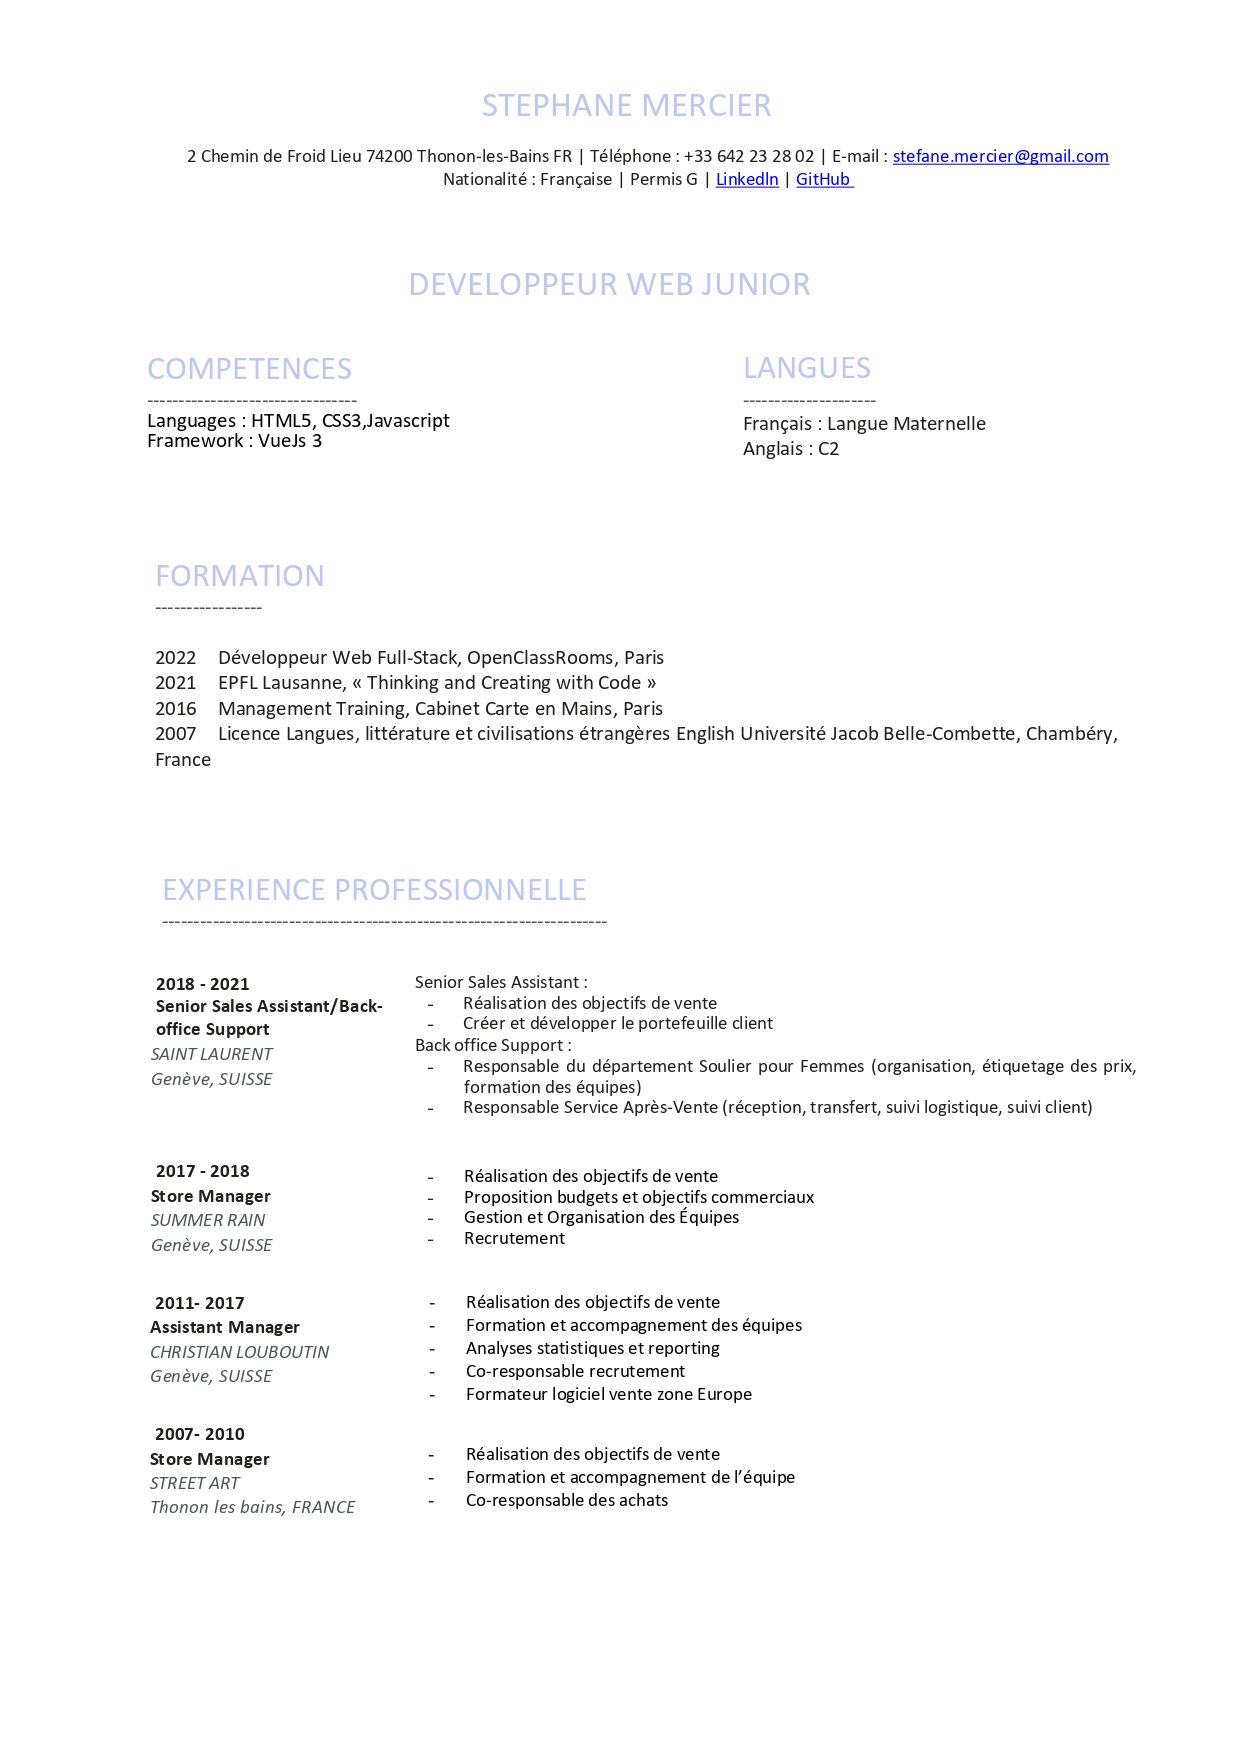 STEPHANE MERCIER
2 Chemin de Froid Lieu 74200 Thonon-les-Bains FR | Téléphone : +33 642 23 28 02 | E-mail : stefane.mercier@gmail.com
Nationalité : Française | Permis G | LinkedIn | GitHub
DEVELOPPEUR WEB JUNIOR
COMPETENCES
----------------------------------
Languages : HTML5, CSS3,Javascript
Framework : VueJs 3
LANGUES
---------------------
Français : Langue Maternelle
Anglais : C2
FORMATION
-----------------
2022 Développeur Web Full-Stack, OpenClassRooms, Paris
2021 EPFL Lausanne, « Thinking and Creating with Code »
2016 Management Training, Cabinet Carte en Mains, Paris
2007 Licence Langues, littérature et civilisations étrangères English Université Jacob Belle-Combette, Chambéry,
France
EXPERIENCE PROFESSIONNELLE
------------------------------------------------------------------------
2018 - 2021
Senior Sales Assistant/Back-
office Support
SAINT LAURENT
Genève, SUISSE
Senior Sales Assistant :
- Réalisation des objectifs de vente
- Créer et développer le portefeuille client
Back office Support :
- Responsable du département Soulier pour Femmes (organisation, étiquetage des prix,
formation des équipes)
- Responsable Service Après-Vente (réception, transfert, suivi logistique, suivi client)
2017 - 2018
Store Manager
SUMMER RAIN
Genève, SUISSE
- Réalisation des objectifs de vente
- Proposition budgets et objectifs commerciaux
- Gestion et Organisation des Équipes
- Recrutement
2011- 2017
Assistant Manager
CHRISTIAN LOUBOUTIN
Genève, SUISSE
- Réalisation des objectifs de vente
- Formation et accompagnement des équipes
- Analyses statistiques et reporting
- Co-responsable recrutement
- Formateur logiciel vente zone Europe
2007- 2010
Store Manager
STREET ART
Thonon les bains, FRANCE
- Réalisation des objectifs de vente
- Formation et accompagnement de l’équipe
- Co-responsable des achats